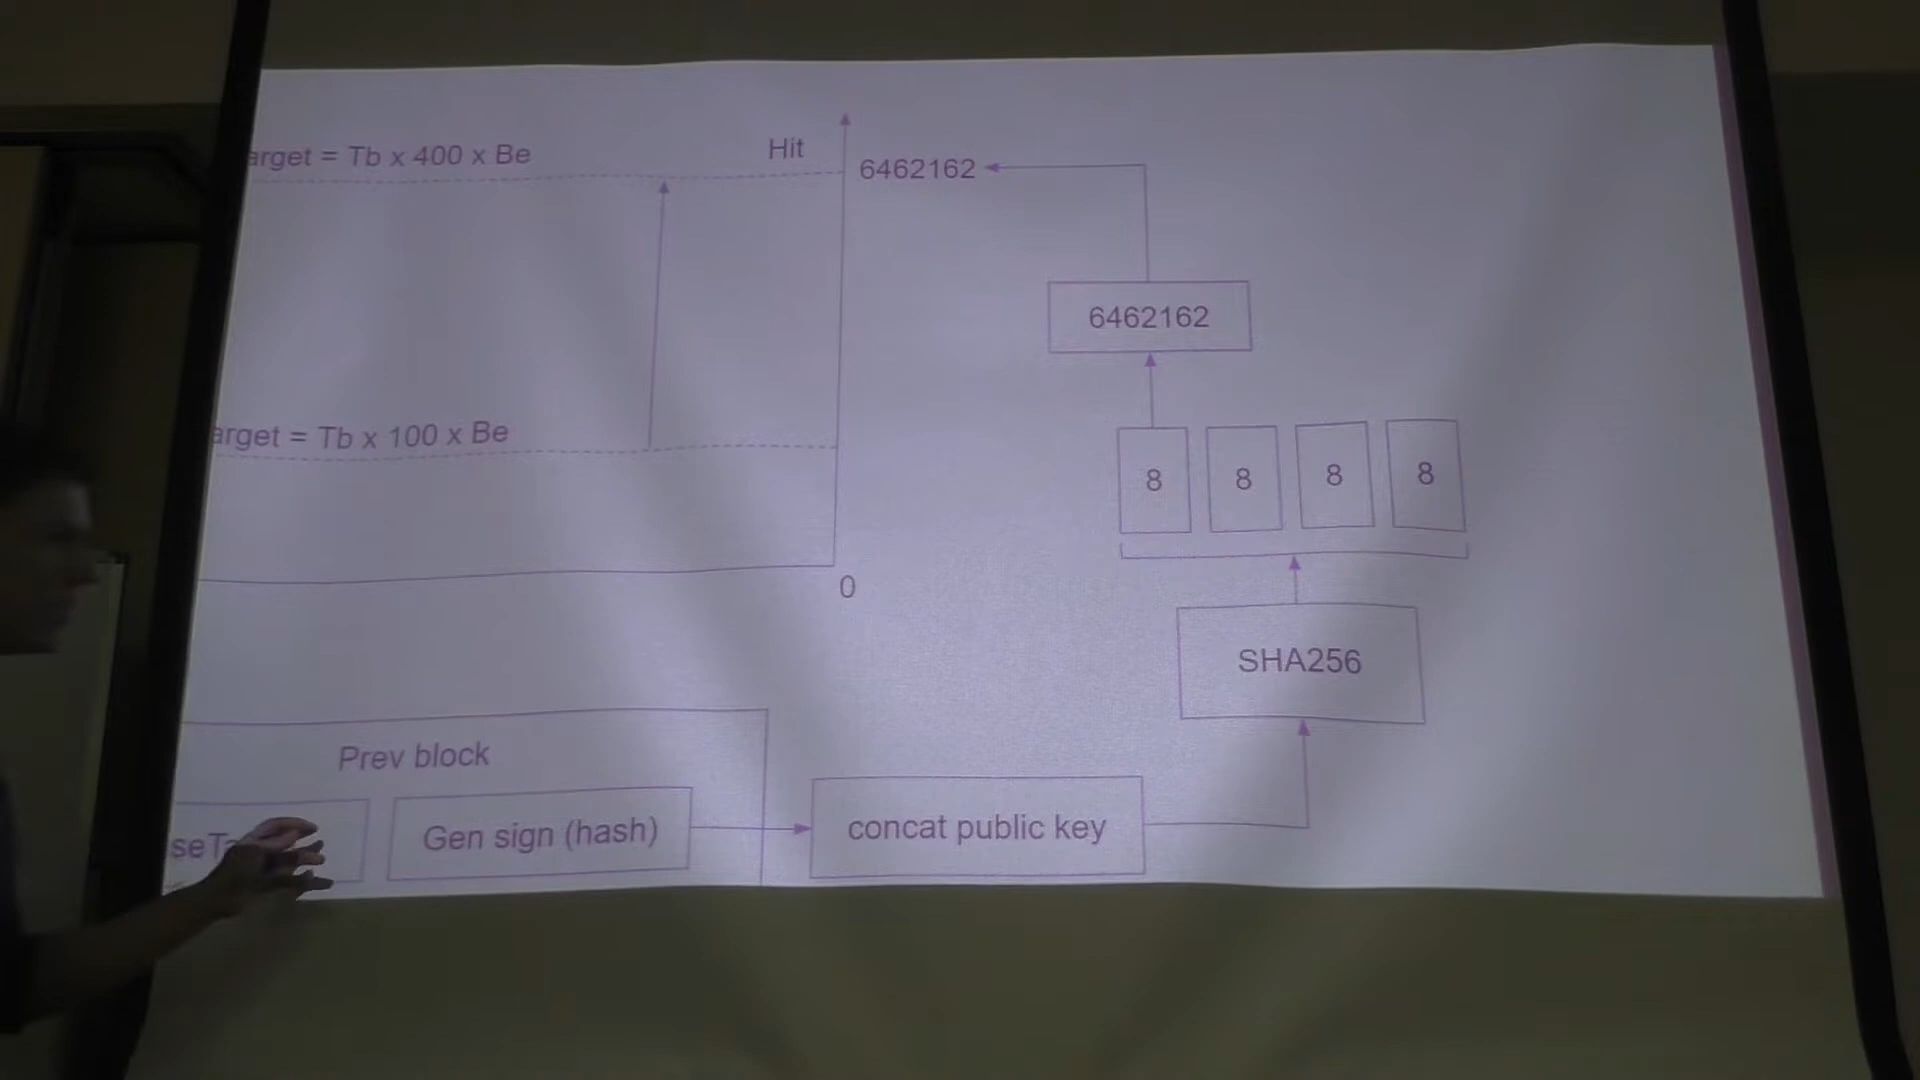 arget = Tb x 400 x Be
Hit
6462162
6462162
arget = Tb x 100 x Be
8 8 8 8
0
SHA256
Prev block
seTa
Gen sign (hash)
concat public key